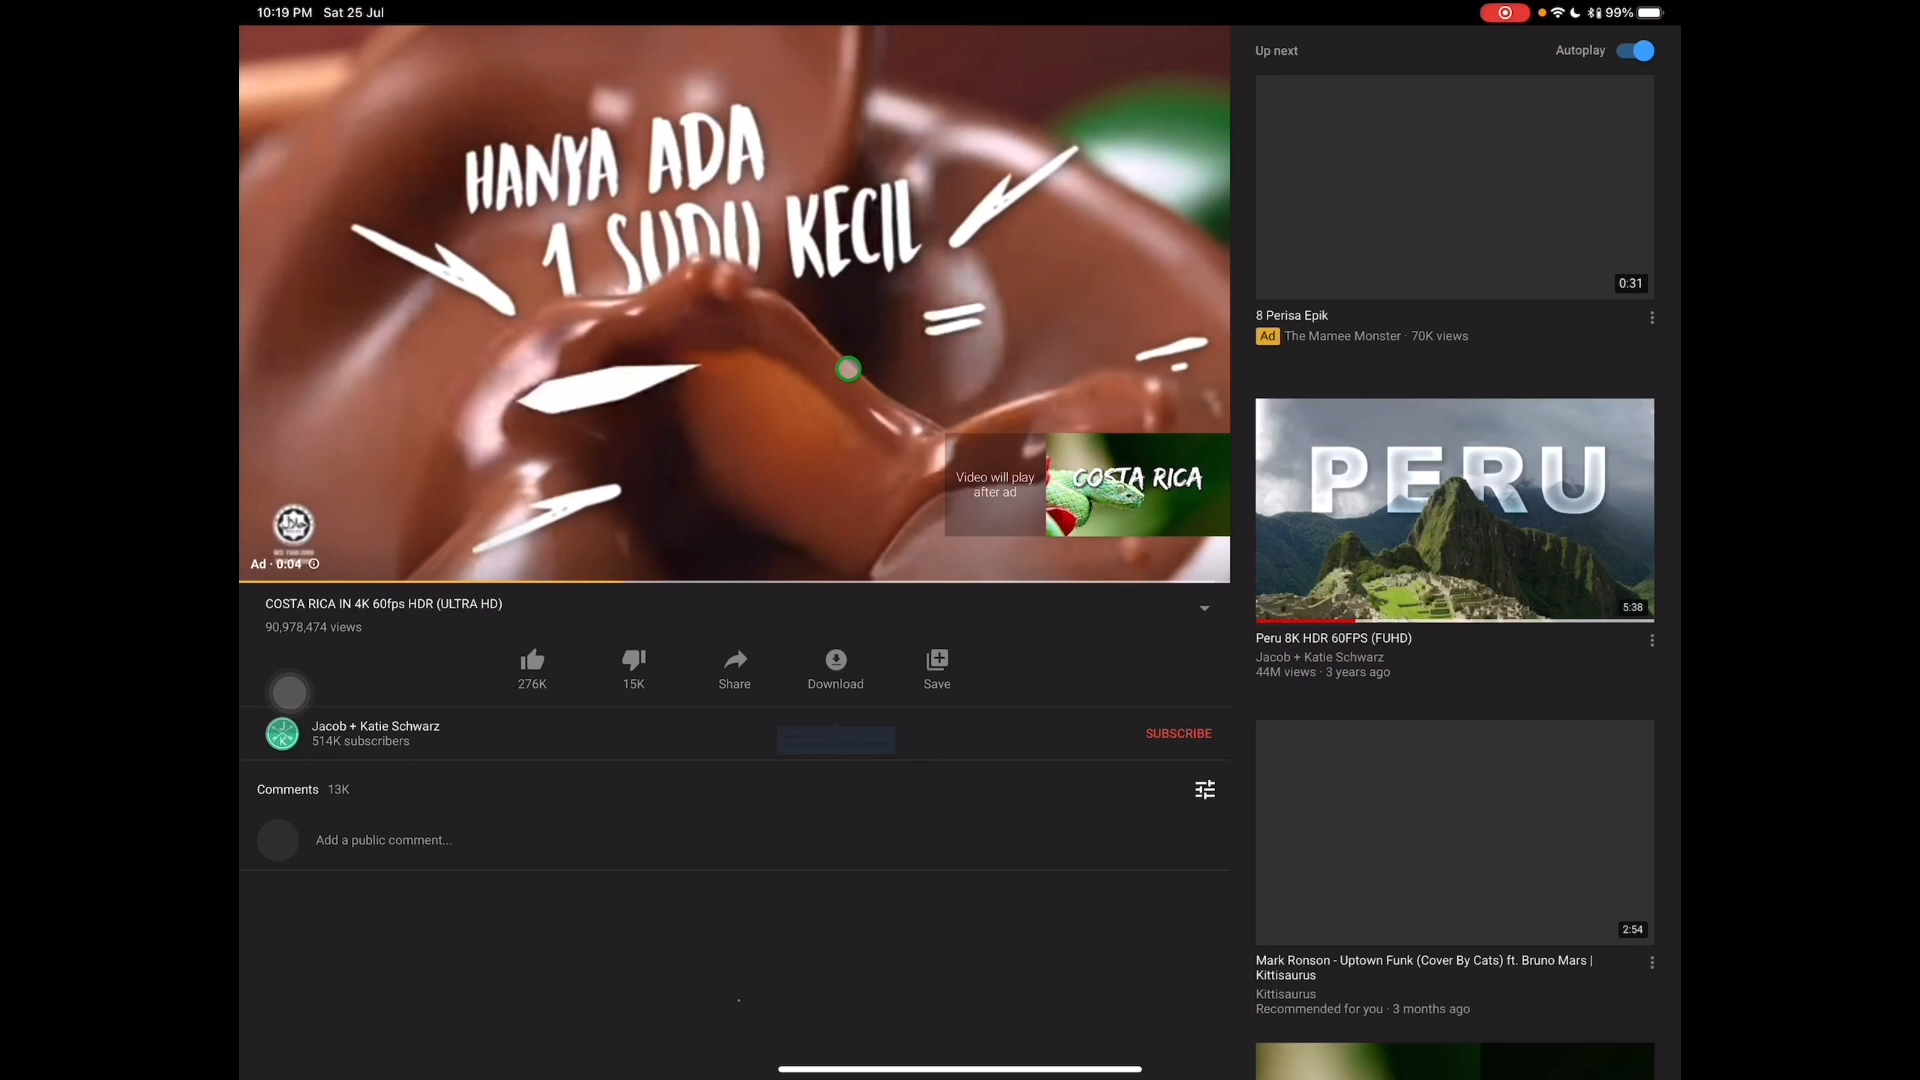 10:19 PM Sat 25 Jul
99%
HANYA ADA
1 SUDU KECIL
Video will play
after ad
COSTA RICA
Ad · 0:04
COSTA RICA IN 4K 60fps HDR (ULTRA HD)
90,978,474 views
276K
15K
Share
Download
Save
Jacob + Katie Schwarz
514K subscribers
SUBSCRIBE
Comments 13K
Add a public comment...
Up next
Autoplay
0:31
8 Perisa Epik
Ad The Mamee Monster · 70K views
PERU
5:38
Peru 8K HDR 60FPS (FUHD)
Jacob + Katie Schwarz
44M views · 3 years ago
2:54
Mark Ronson - Uptown Funk (Cover By Cats) ft. Bruno Mars |
Kittisaurus
Kittisaurus
Recommended for you · 3 months ago